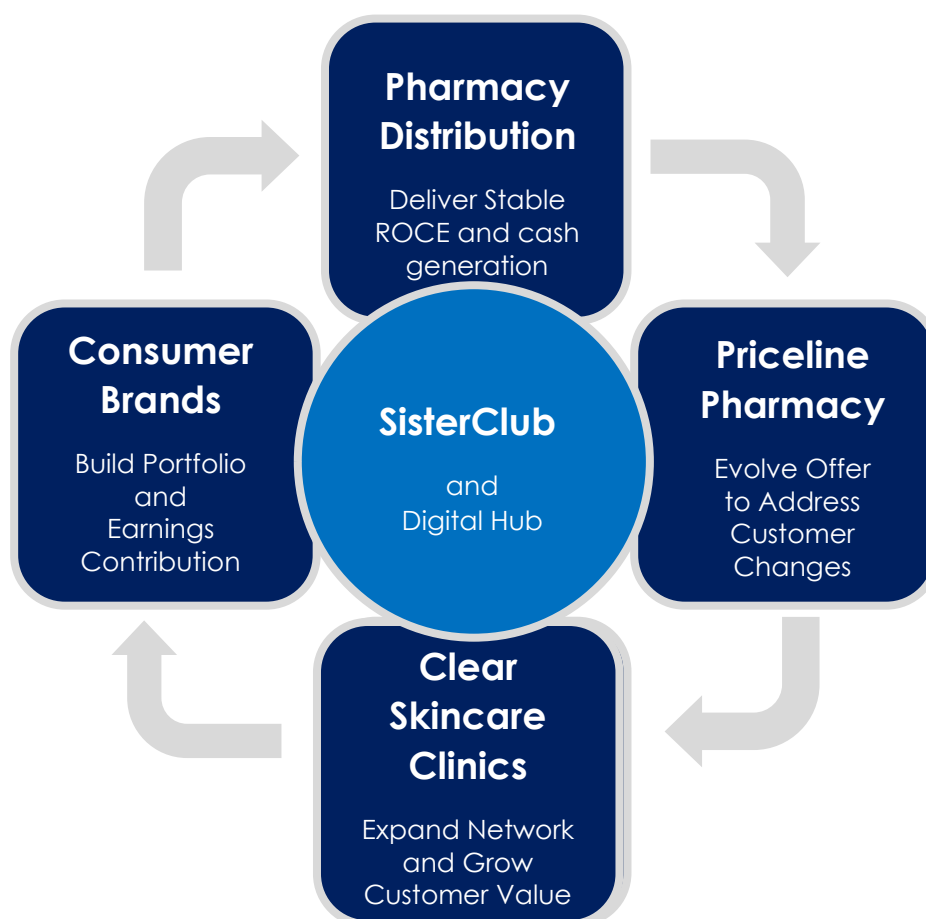 Pharmacy
Distribution
Deliver Stable
ROCE and cash
generation
Consumer
Brands
Build Portfolio
and
Earnings
Contribution
SisterClub
and
Digital Hub
Priceline
Pharmacy
Evolve Offer
to Address
Customer
Changes
Clear
Skincare
Clinics
Expand Network
and Grow
Customer Value